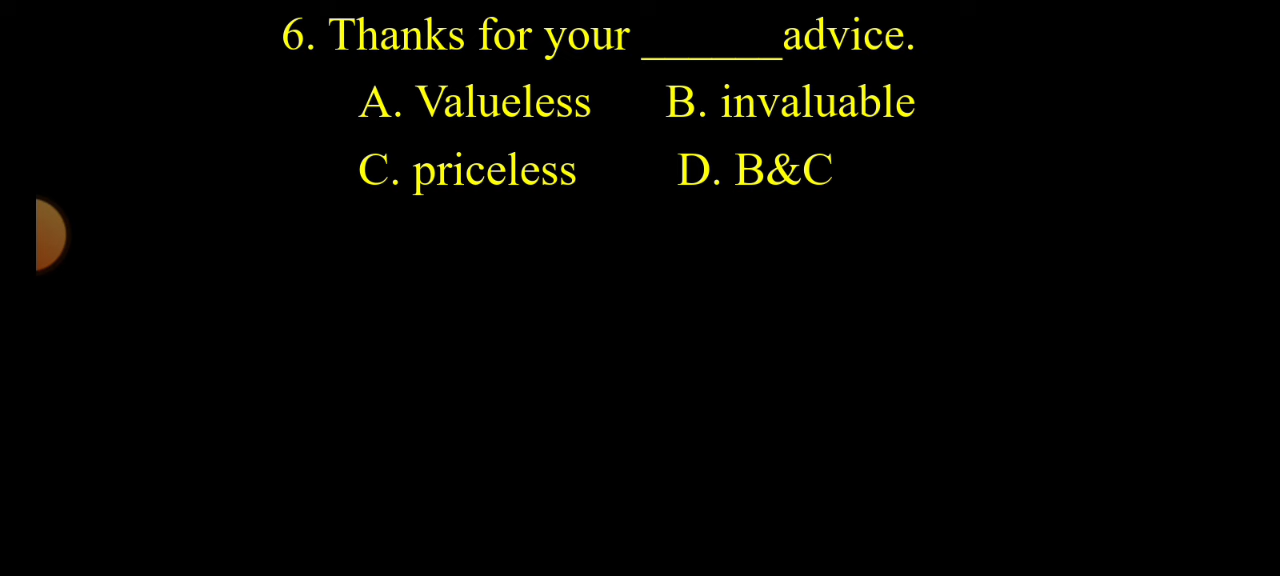 6. Thanks for your ______advice.
A. Valueless B. invaluable
C. priceless D. B&C